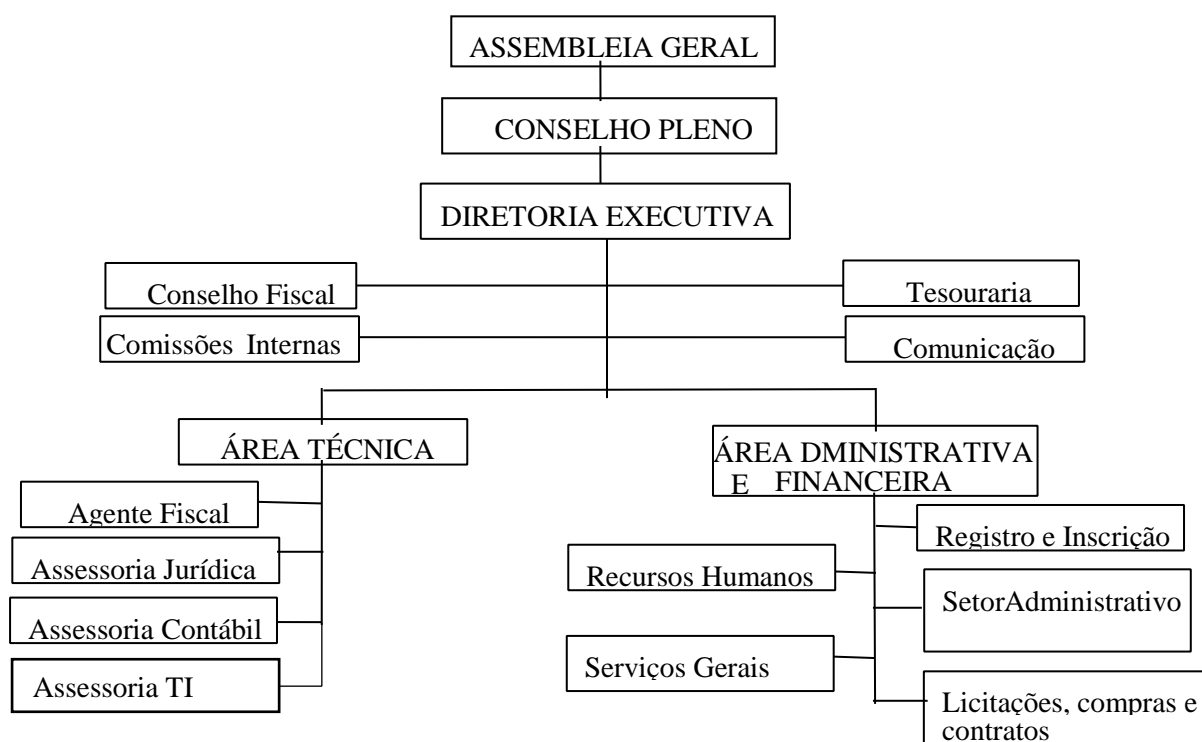 ASSEMBLEIA GERAL
CONSELHO PLENO
DIRETORIA EXECUTIVA
Conselho Fiscal
Tesouraria
Comissões Internas
Comunicação
ÁREA TÉCNICA
ÁREA DMINISTRATIVA
E FINANCEIRA
Agente Fiscal
Assessoria Jurídica
Assessoria Contábil
Assessoria TI
Registro e Inscrição
Recursos Humanos
SetorAdministrativo
Serviços Gerais
Licitações, compras e
contratos